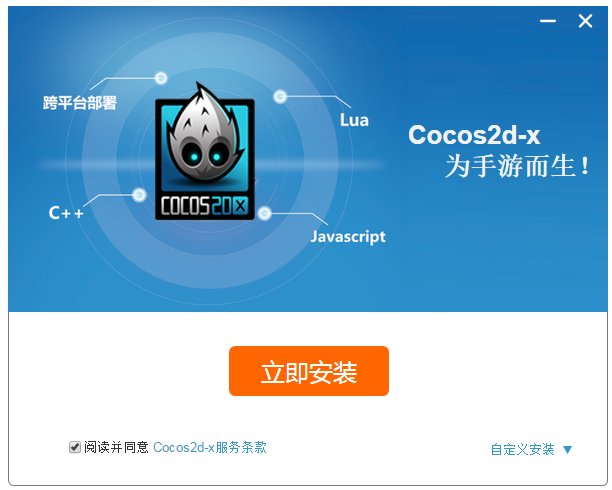 跨平台部署
Lua
Cocos2d-x
为手游而生！
COCOS2DX
C++
Javascript
立即安装
阅读并同意 Cocos2d-x服务条款
自定义安装